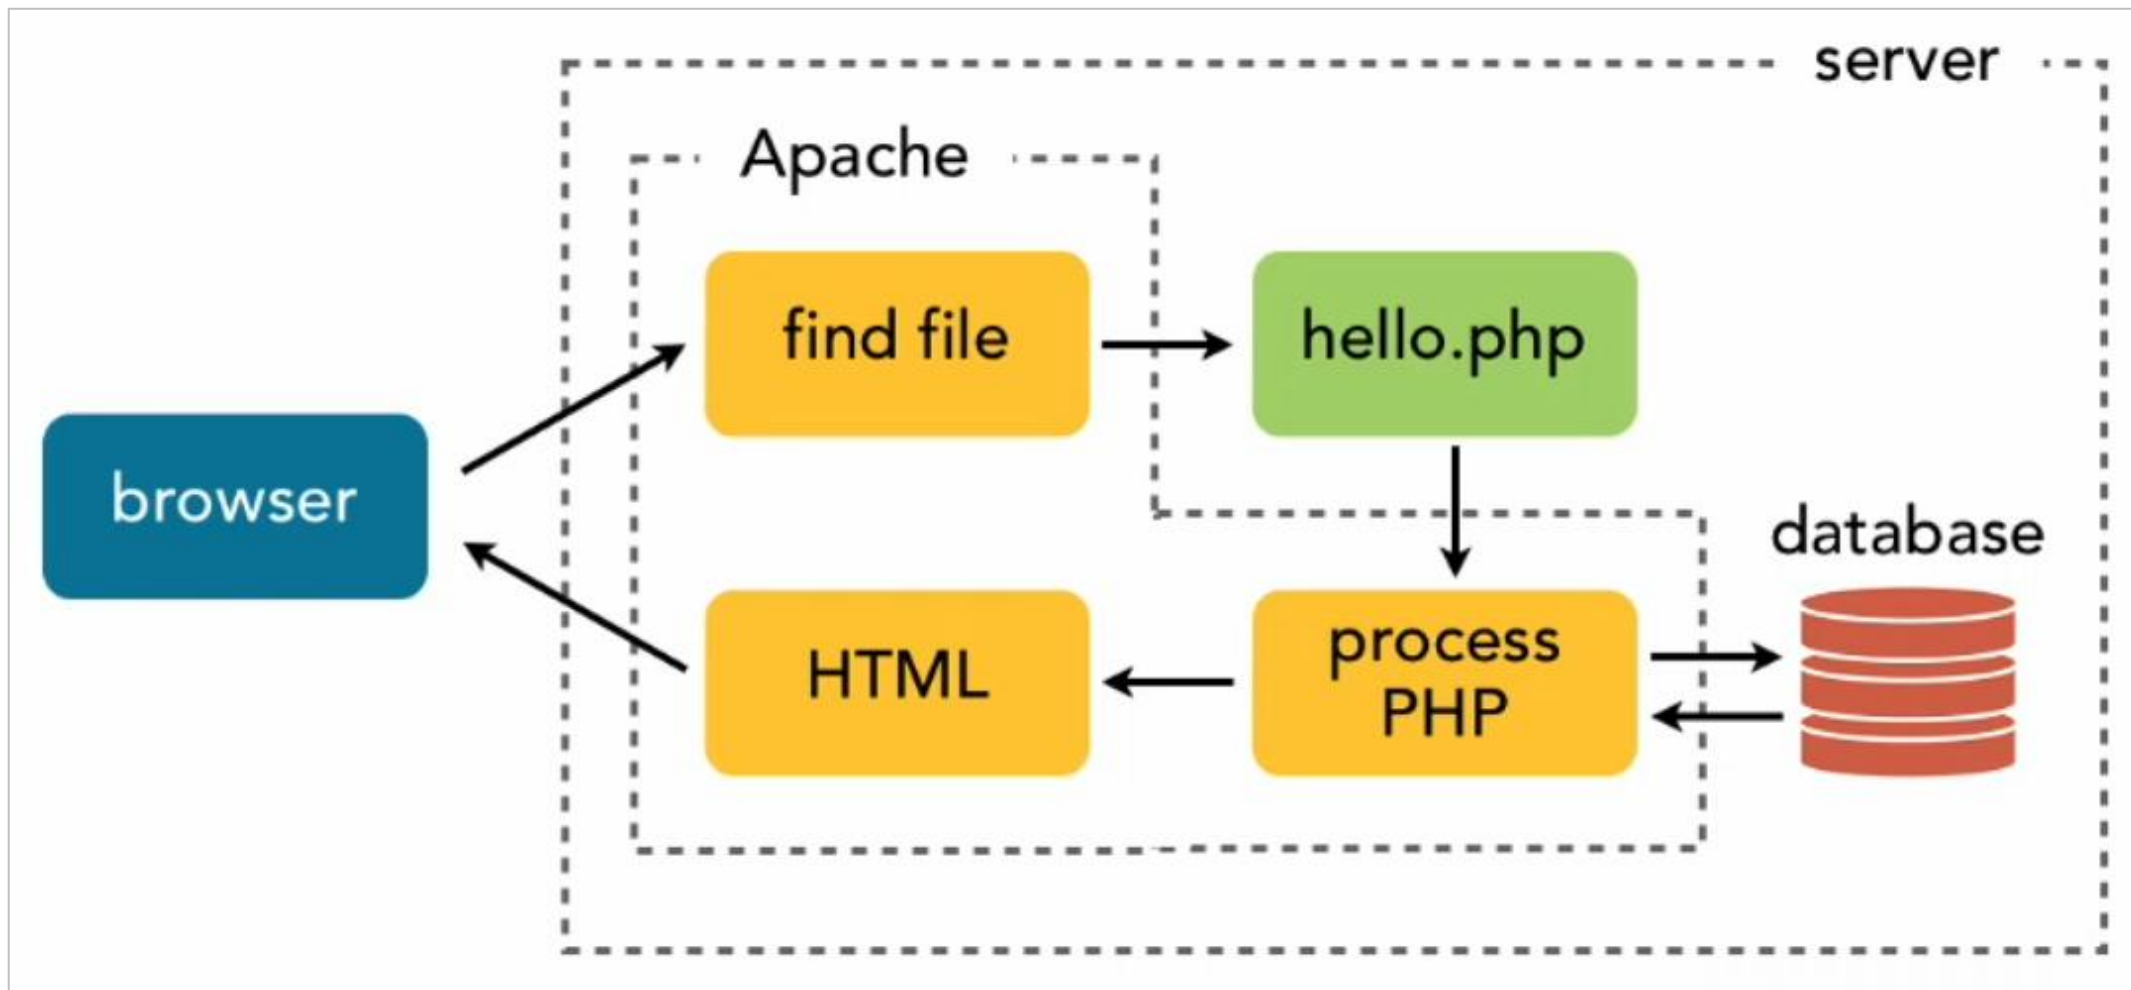 server
Apache
find file
hello.php
browser
database
HTML
process
PHP